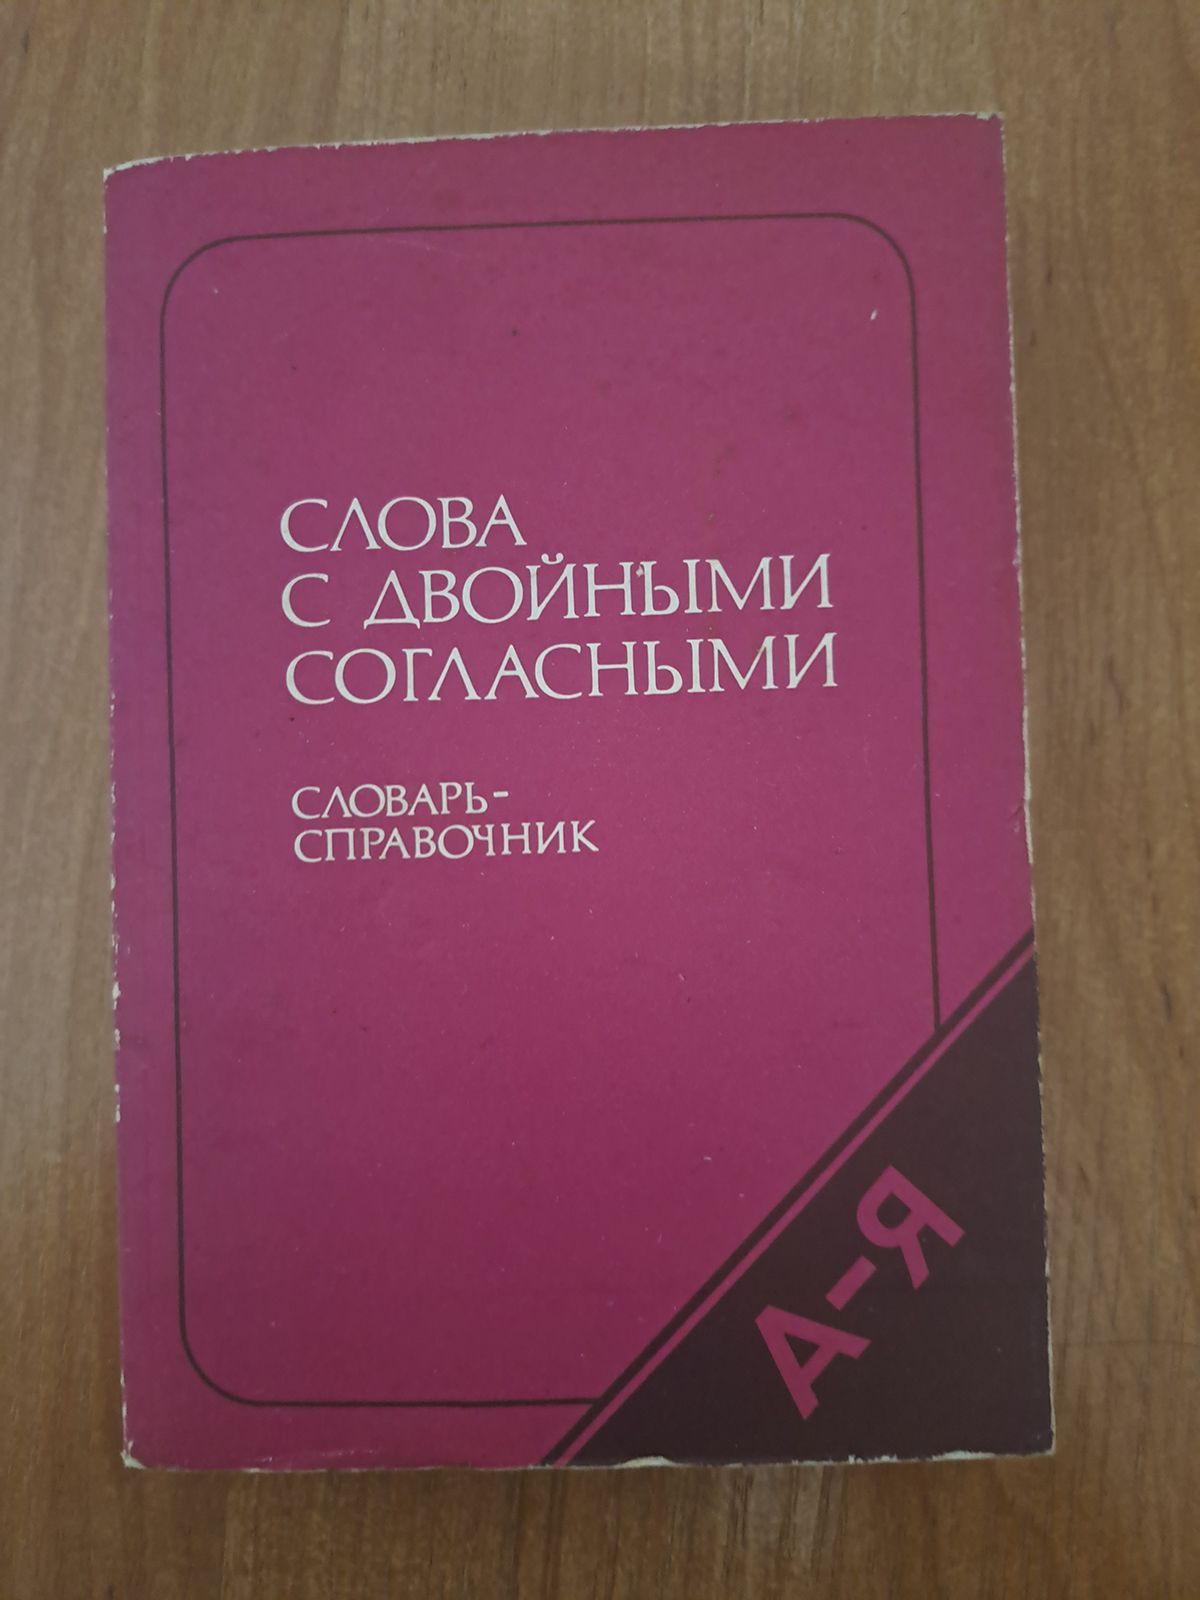 СЛОВА
С ДВОЙНЫМИ
СОГЛАСНЫМИ
СЛОВАРЬ-
СПРАВОЧНИК
А-Я